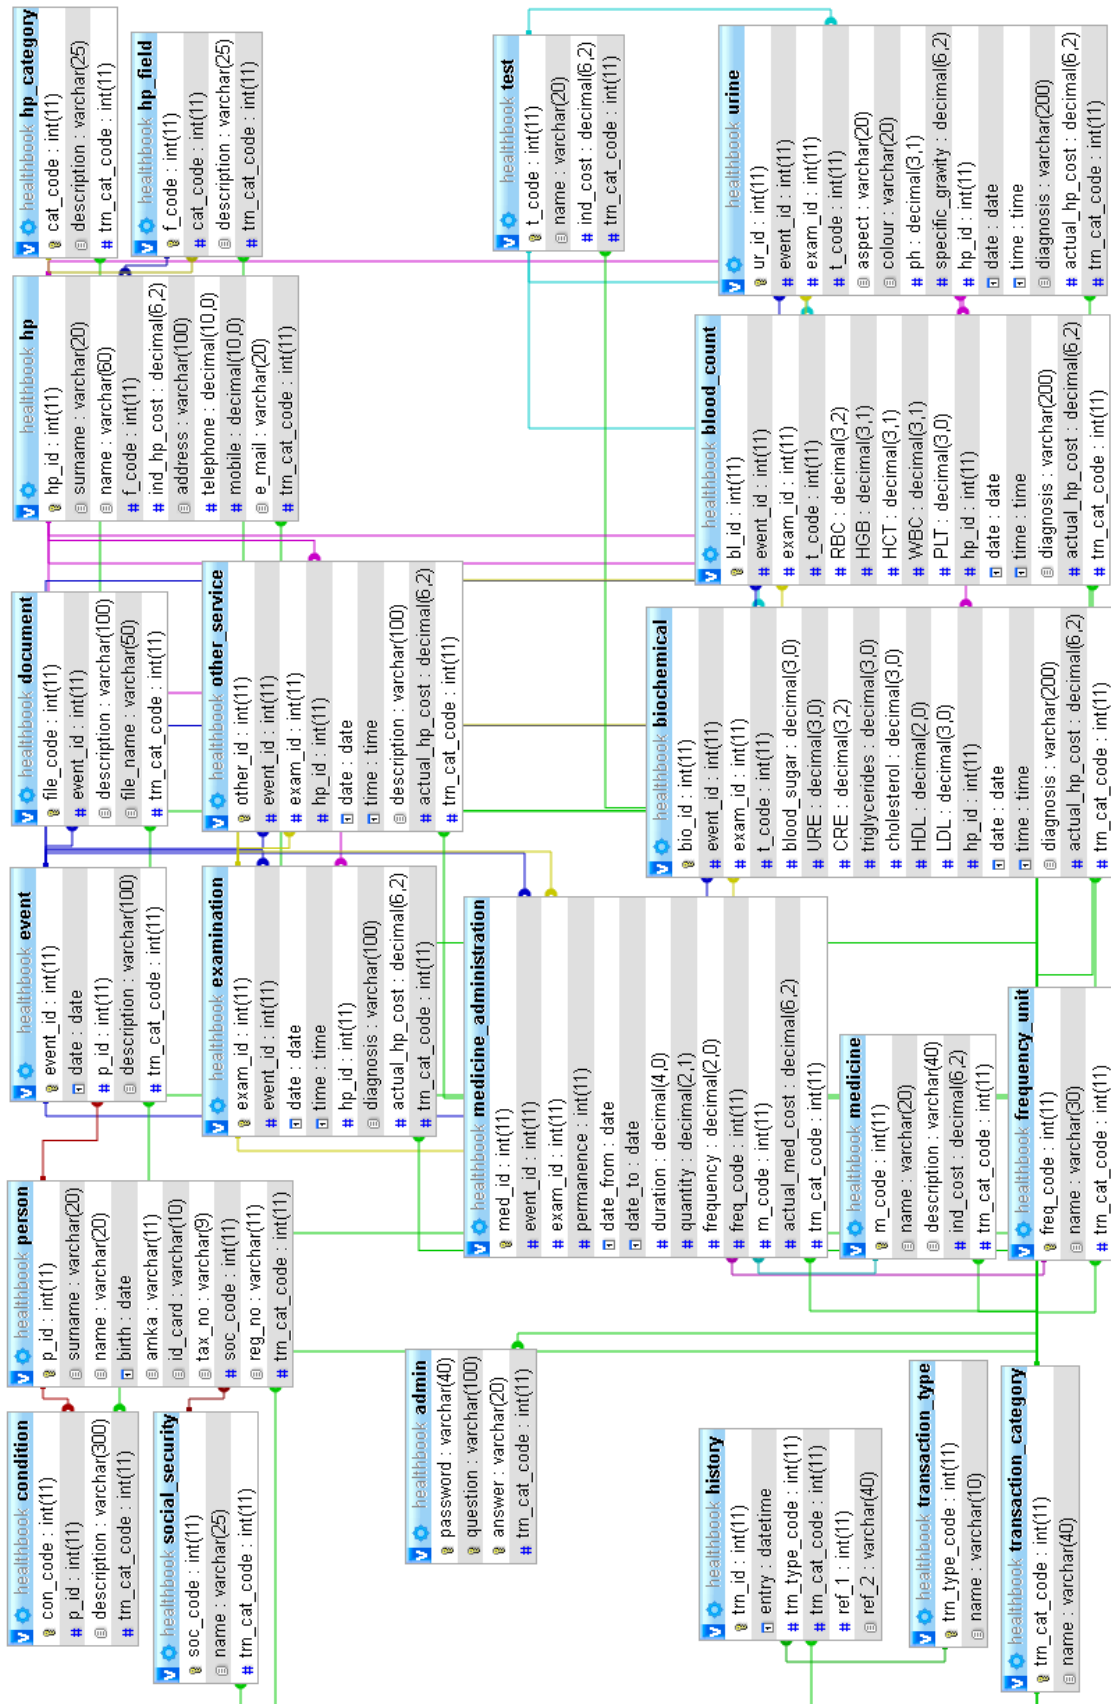 healthbook condition
con_code : int(11)
p_id : int(11)
description : varchar(300)
trn_cat_code : int(11)
healthbook social_security
soc_code : int(11)
name : varchar(25)
trn_cat_code : int(11)
healthbook person
p_id : int(11)
surname : varchar(20)
name : varchar(20)
birth : date
amka : varchar(11)
id_card : varchar(10)
tax_no : varchar(9)
soc_code : int(11)
reg_no : varchar(11)
trn_cat_code : int(11)
healthbook event
event_id : int(11)
date : date
p_id : int(11)
description : varchar(100)
trn_cat_code : int(11)
healthbook document
file_code : int(11)
event_id : int(11)
description : varchar(100)
file_name : varchar(50)
trn_cat_code : int(11)
healthbook hp
hp_id : int(11)
surname : varchar(20)
name : varchar(60)
f_code : int(11)
ind_hp_cost : decimal(6,2)
address : varchar(100)
telephone : decimal(10,0)
mobile : decimal(10,0)
e_mail : varchar(20)
trn_cat_code : int(11)
healthbook hp_category
cat_code : int(11)
description : varchar(25)
trn_cat_code : int(11)
healthbook hp_field
f_code : int(11)
cat_code : int(11)
description : varchar(25)
trn_cat_code : int(11)
healthbook examination
exam_id : int(11)
event_id : int(11)
date : date
time : time
hp_id : int(11)
diagnosis : varchar(100)
actual_hp_cost : decimal(6,2)
trn_cat_code : int(11)
healthbook other_service
other_id : int(11)
event_id : int(11)
exam_id : int(11)
hp_id : int(11)
date : date
time : time
description : varchar(100)
actual_hp_cost : decimal(6,2)
trn_cat_code : int(11)
healthbook admin
password : varchar(40)
question : varchar(100)
answer : varchar(20)
trn_cat_code : int(11)
healthbook medicine_administration
med_id : int(11)
event_id : int(11)
exam_id : int(11)
permanence : int(11)
date_from : date
date_to : date
duration : decimal(4,0)
quantity : decimal(2,1)
frequency : decimal(2,0)
freq_code : int(11)
m_code : int(11)
actual_med_cost : decimal(6,2)
trn_cat_code : int(11)
healthbook test
t_code : int(11)
name : varchar(20)
ind_cost : decimal(6,2)
trn_cat_code : int(11)
healthbook biochemical
bio_id : int(11)
event_id : int(11)
exam_id : int(11)
t_code : int(11)
blood_sugar : decimal(3,0)
URE : decimal(3,0)
CRE : decimal(3,2)
triglycerides : decimal(3,0)
cholesterol : decimal(3,0)
HDL : decimal(2,0)
LDL : decimal(3,0)
hp_id : int(11)
date : date
time : time
diagnosis : varchar(200)
actual_hp_cost : decimal(6,2)
trn_cat_code : int(11)
healthbook blood_count
bl_id : int(11)
event_id : int(11)
exam_id : int(11)
t_code : int(11)
RBC : decimal(3,2)
HGB : decimal(3,1)
HCT : decimal(3,1)
WBC : decimal(3,1)
PLT : decimal(3,0)
hp_id : int(11)
date : date
time : time
diagnosis : varchar(200)
actual_hp_cost : decimal(6,2)
trn_cat_code : int(11)
healthbook urine
ur_id : int(11)
event_id : int(11)
exam_id : int(11)
t_code : int(11)
aspect : varchar(20)
colour : varchar(20)
ph : decimal(3,1)
specific_gravity : decimal(6,2)
hp_id : int(11)
date : date
time : time
diagnosis : varchar(200)
actual_hp_cost : decimal(6,2)
trn_cat_code : int(11)
healthbook history
trn_id : int(11)
entry : datetime
trn_type_code : int(11)
trn_cat_code : int(11)
ref_1 : int(11)
ref_2 : varchar(40)
healthbook medicine
m_code : int(11)
name : varchar(20)
description : varchar(40)
ind_cost : decimal(6,2)
trn_cat_code : int(11)
healthbook transaction_type
trn_type_code : int(11)
name : varchar(10)
healthbook transaction_category
trn_cat_code : int(11)
name : varchar(40)
healthbook frequency_unit
freq_code : int(11)
name : varchar(30)
trn_cat_code : int(11)